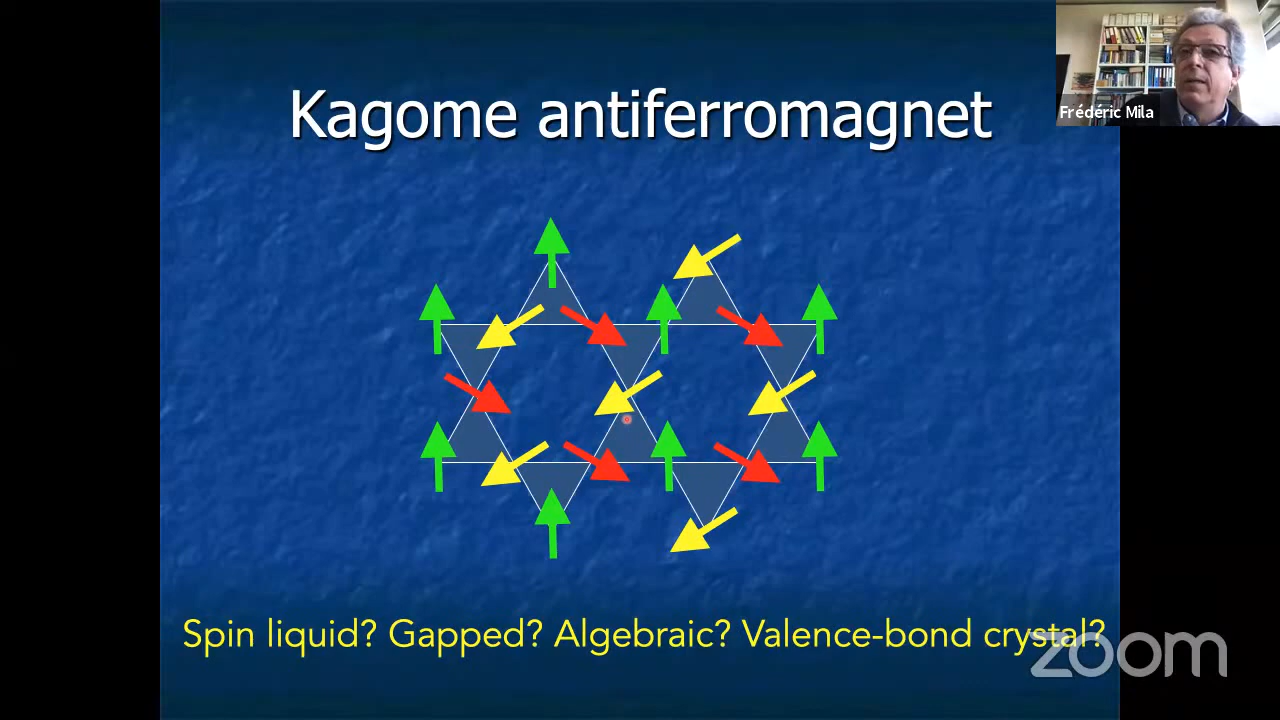 Kagome antiferromagnet
Frédéric Mila
Spin liquid? Gapped? Algebraic? Valence-bond crystal?
zoom